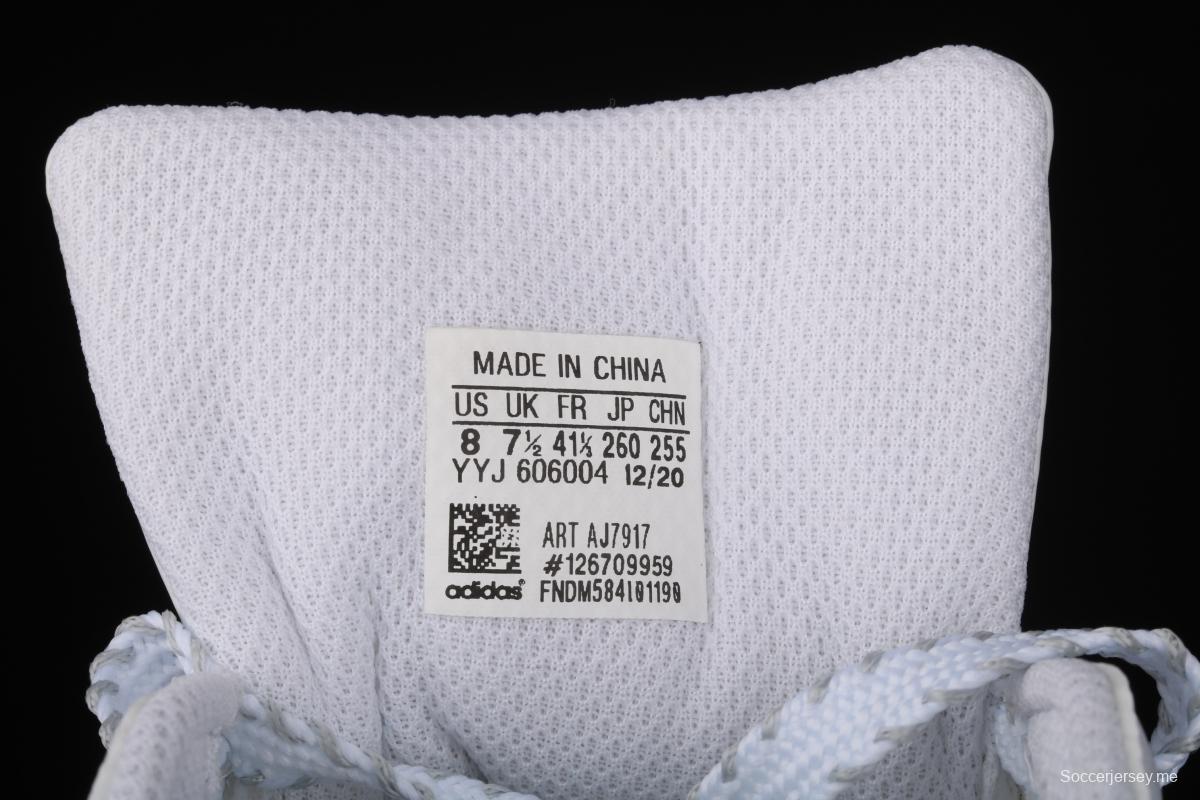 MADE IN CHINA
US UK FR JP CHN
8 7½ 41⅓ 260 255
YYJ 606004 12/20
ART AJ7917
#126709959
adidas® FNDM584I01190
Soccerjersey.me